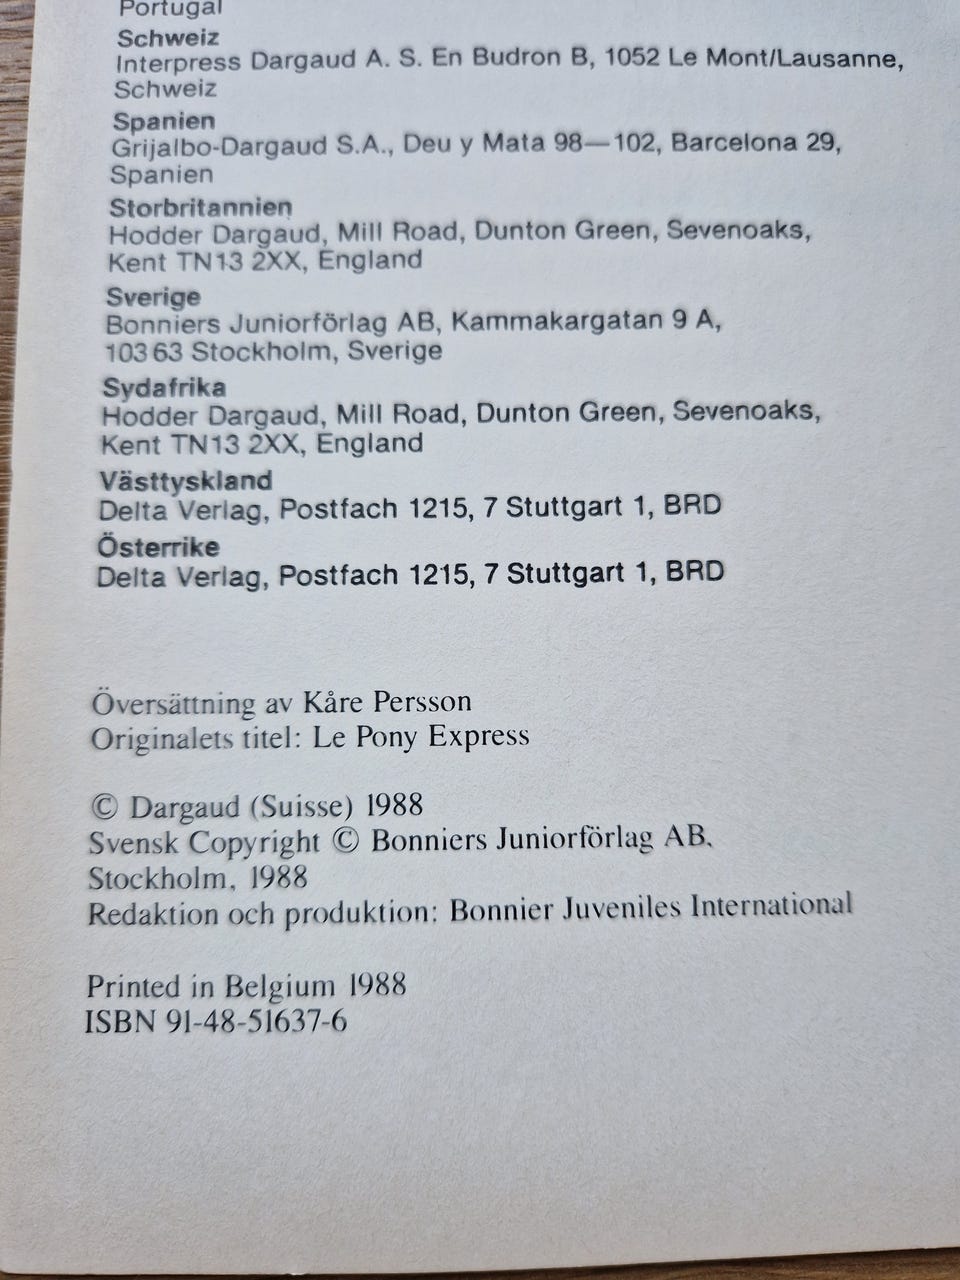 Portugal
Schweiz
Interpress Dargaud A. S. En Budron B, 1052 Le Mont/Lausanne,
Schweiz
Spanien
Grijalbo-Dargaud S.A., Deu y Mata 98—102, Barcelona 29,
Spanien
Storbritannien
Hodder Dargaud, Mill Road, Dunton Green, Sevenoaks,
Kent TN13 2XX, England
Sverige
Bonniers Juniorförlag AB, Kammakargatan 9 A,
103 63 Stockholm, Sverige
Sydafrika
Hodder Dargaud, Mill Road, Dunton Green, Sevenoaks,
Kent TN13 2XX, England
Västtyskland
Delta Verlag, Postfach 1215, 7 Stuttgart 1, BRD
Österrike
Delta Verlag, Postfach 1215, 7 Stuttgart 1, BRD
Översättning av Kåre Persson
Originalets titel: Le Pony Express
© Dargaud (Suisse) 1988
Svensk Copyright © Bonniers Juniorförlag AB,
Stockholm, 1988
Redaktion och produktion: Bonnier Juveniles International
Printed in Belgium 1988
ISBN 91-48-51637-6